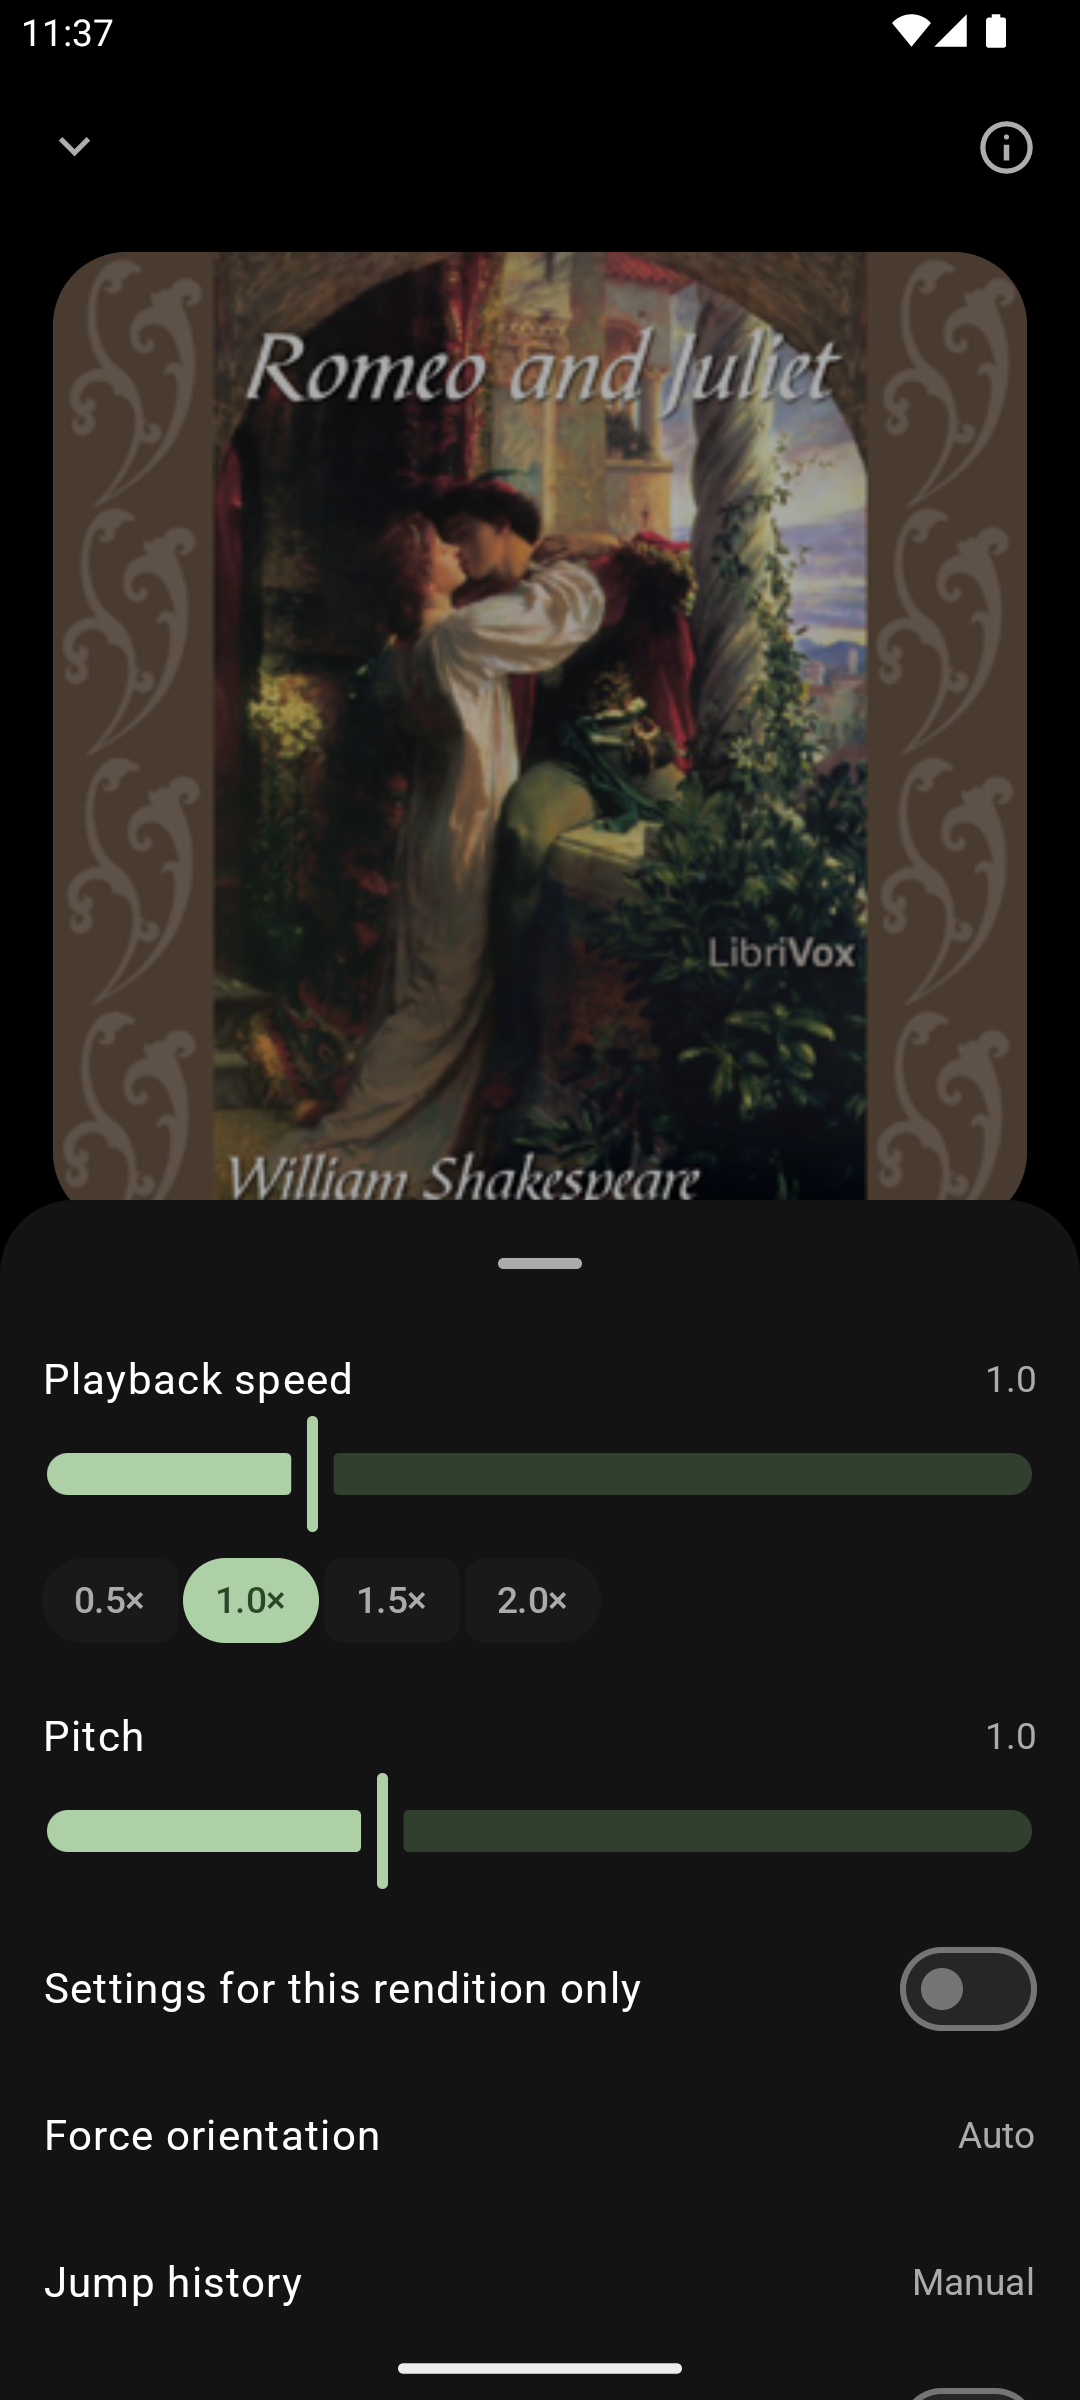 11:37
Romeo and Juliet
LibriVox
William Shakespeare
Playback speed 1.0
0.5× 1.0× 1.5× 2.0×
Pitch 1.0
Settings for this rendition only
Force orientation Auto
Jump history Manual